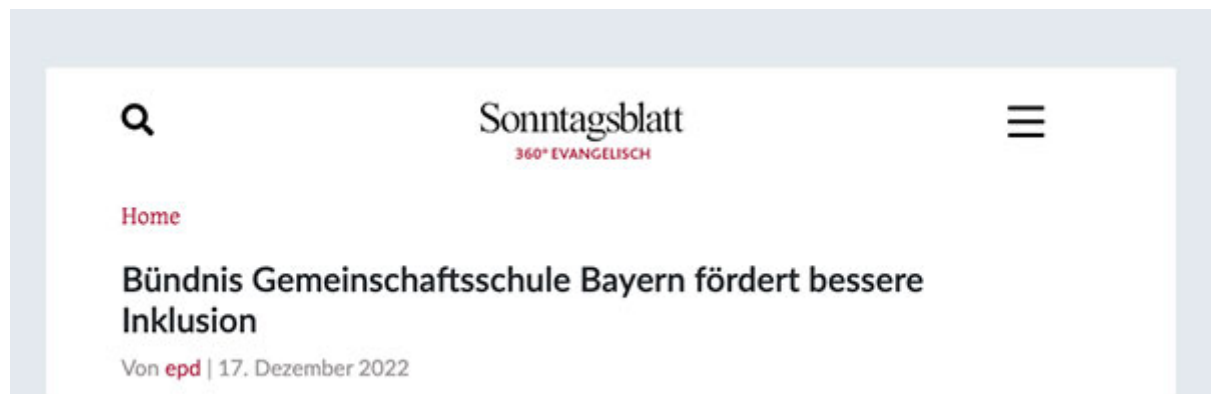 Sonntagsblatt
360° EVANGELISCH
Home
Bündnis Gemeinschaftsschule Bayern fördert bessere
Inklusion
Von epd | 17. Dezember 2022